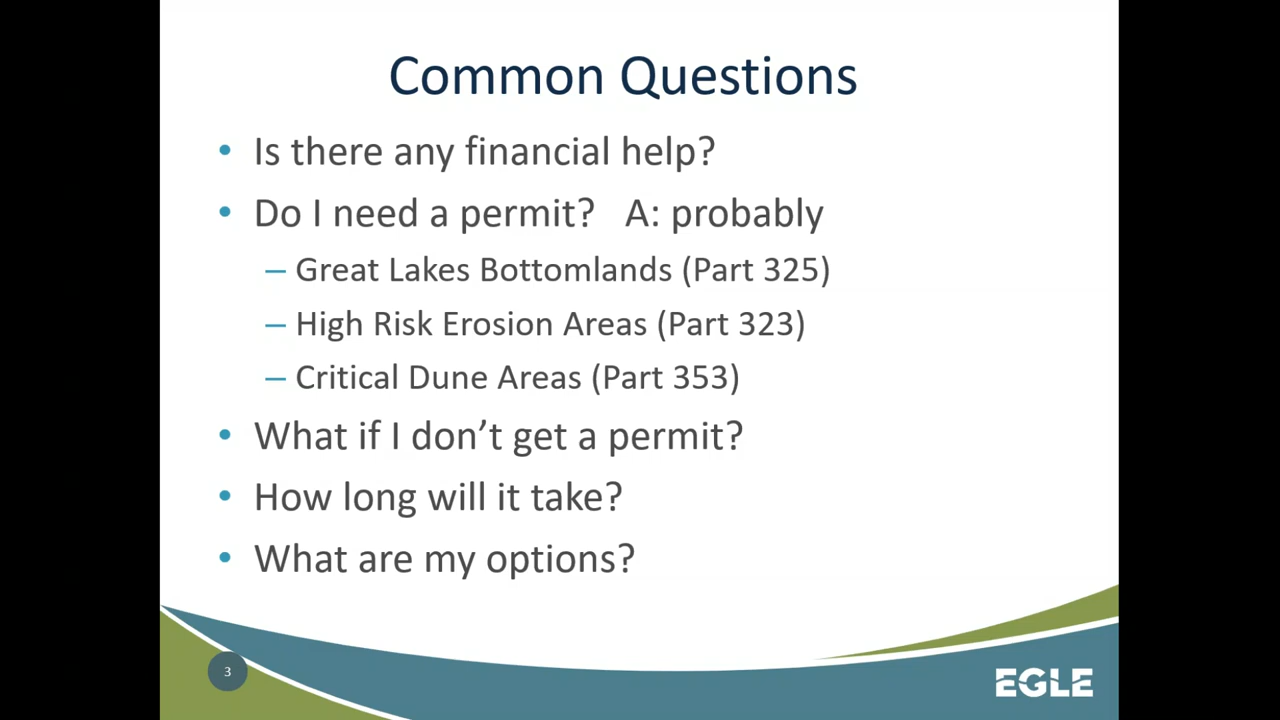 Common Questions
• Is there any financial help?
• Do I need a permit? A: probably
– Great Lakes Bottomlands (Part 325)
– High Risk Erosion Areas (Part 323)
– Critical Dune Areas (Part 353)
• What if I don’t get a permit?
• How long will it take?
• What are my options?
3
EGLE